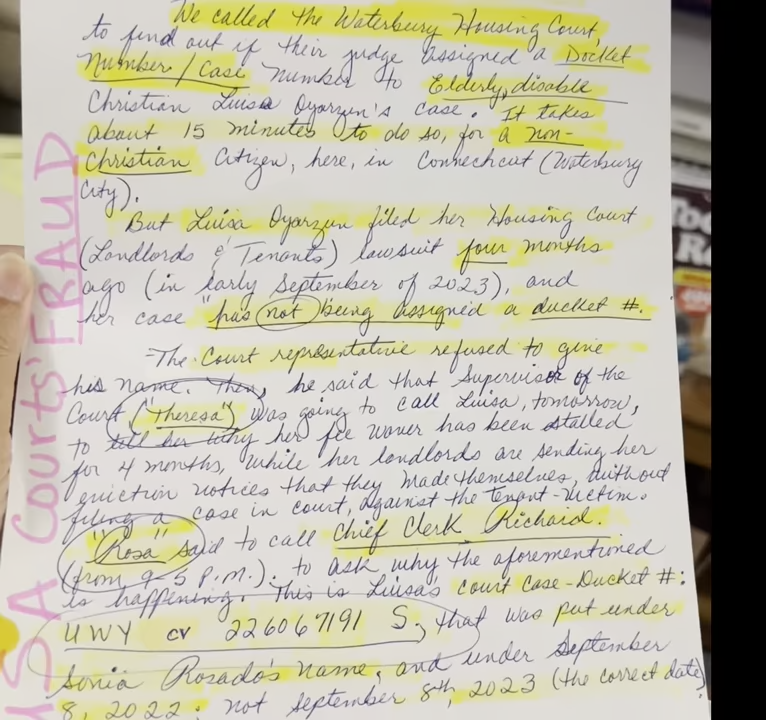 We called the Waterbury Housing Court,
to find out if their judge assigned a Docket
Number/Case Number to Elderly, disable
Christian Luisa Oyarzun's case. It takes
about 15 minutes to do so, for a non-
Christian Citizen, here, in Connecticut (Waterbury
City).
But Luisa Oyarzun filed her Housing Court
(Landlords & Tenants) lawsuit four months
ago (in early September of 2023), and
her case "has not being assigned a ducket #.
-The Court representative refused to give
his name. Then, he said that Supervisor of the
Court ("Theresa") was going to call Luisa, tomorrow,
to tell her why her fee waver has been stalled
for 4 months, while her landlords are sending her
eviction notices that they made themselves, without
filing a case in court, against the tenant-victim.
"Rosa" said to call Chief Clerk Richard.
(from 9-5 P.M.). to ask why the aforementioned
is happening. This is Luisa's court case-Ducket #:
UWY CV 226067191 S, that was put under
Sonia Rosado's name, and under September
8, 2022; not September 8th, 2023 (the correct date)
USA COURTS' FRAUD